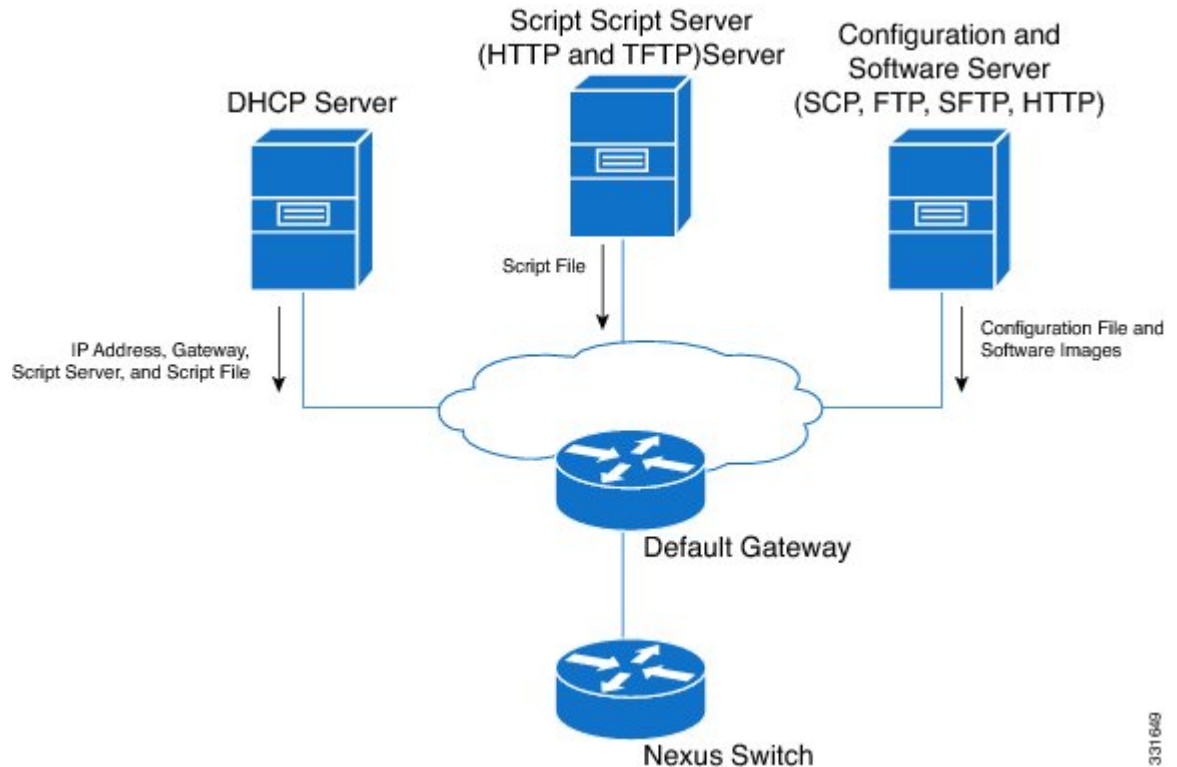 Script Script Server
(HTTP and TFTP)Server
Configuration and
Software Server
(SCP, FTP, SFTP, HTTP)
DHCP Server
Script File
IP Address, Gateway,
Script Server, and Script File
Configuration File and
Software Images
Default Gateway
Nexus Switch
331649